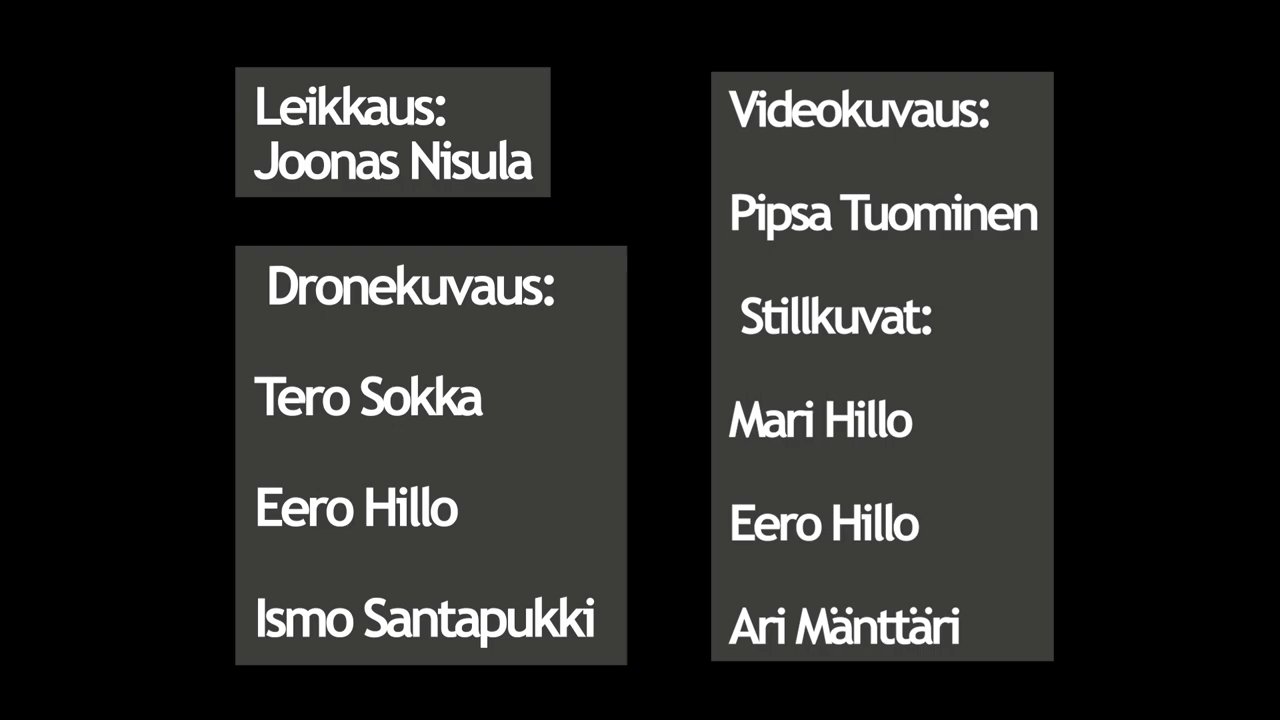 Leikkaus:
Joonas Nisula
Dronekuvaus:
Tero Sokka
Eero Hillo
Ismo Santapukki
Videokuvaus:
Pipsa Tuominen
Stillkuvat:
Mari Hillo
Eero Hillo
Ari Mänttäri